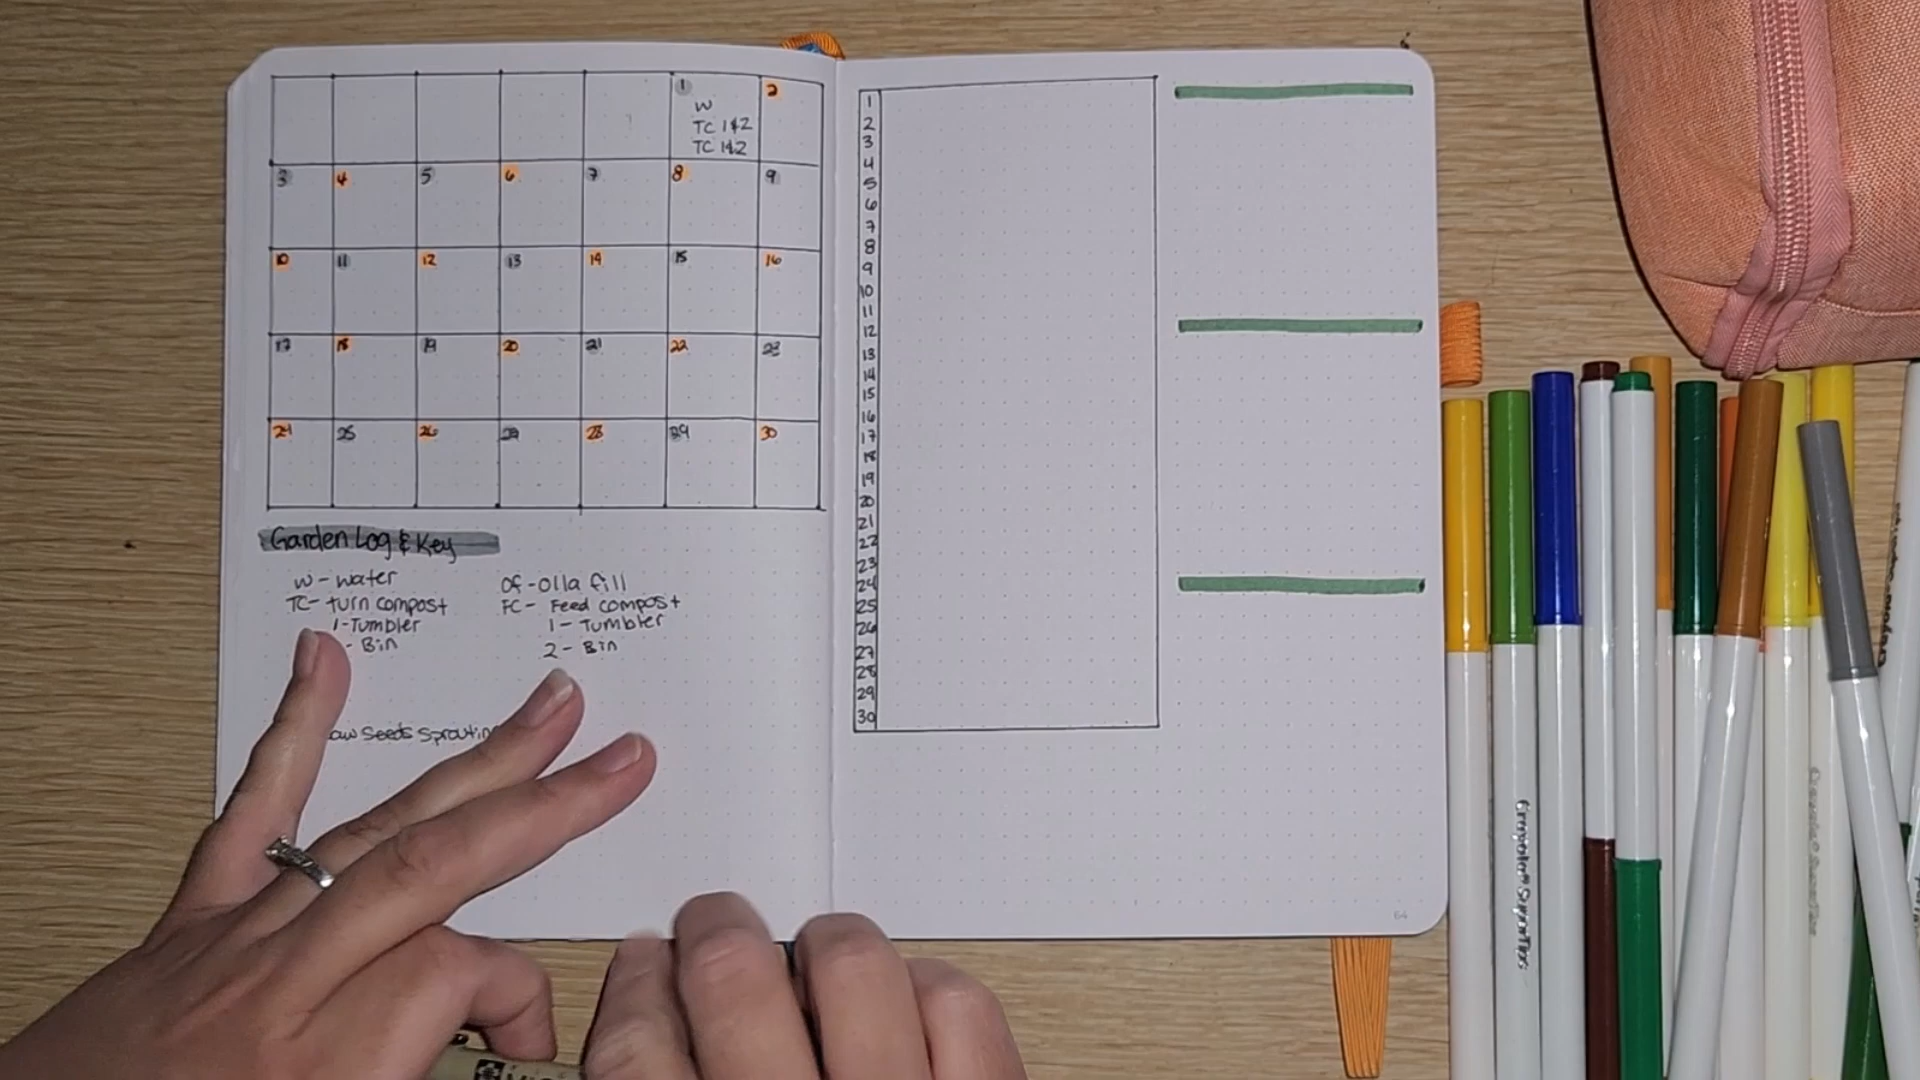 1 2
W
TC 1&2
TC 1&2
3 4 5 6 7 8 9
10 11 12 13 14 15 16
17 18 19 20 21 22 23
24 25 26 27 28 29 30
Garden Log & Key
W - Water
TC - turn compost
1 - Tumbler
- Bin
OF - Olla fill
FC - Feed compost
1 - Tumbler
2 - Bin
Seeds Sproutin
1
2
3
4
5
6
7
8
9
10
11
12
13
14
15
16
17
18
19
20
21
22
23
24
25
26
27
28
29
30
64
Crayola SuperTips